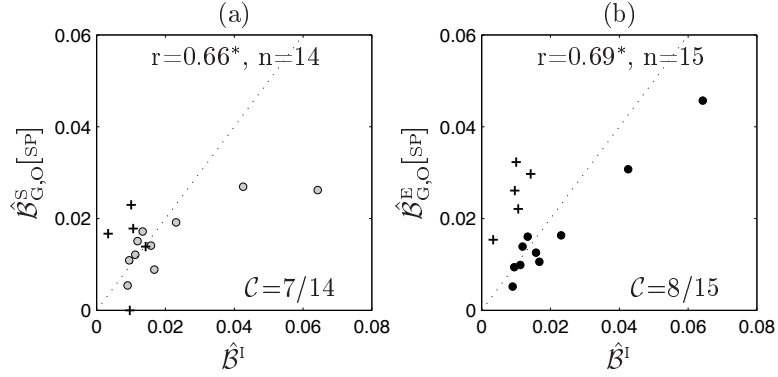 (a)
r=0.66*, n=14
0.06
0.04
0.02
0
0
0.02
0.04
0.06
0.08
𝓑̂ˢ_G,O[SP]
𝓑̂ᴵ
𝒞=7/14
(b)
r=0.69*, n=15
0.06
0.04
0.02
0
0
0.02
0.04
0.06
0.08
𝓑̂ᴱ_G,O[SP]
𝓑̂ᴵ
𝒞=8/15